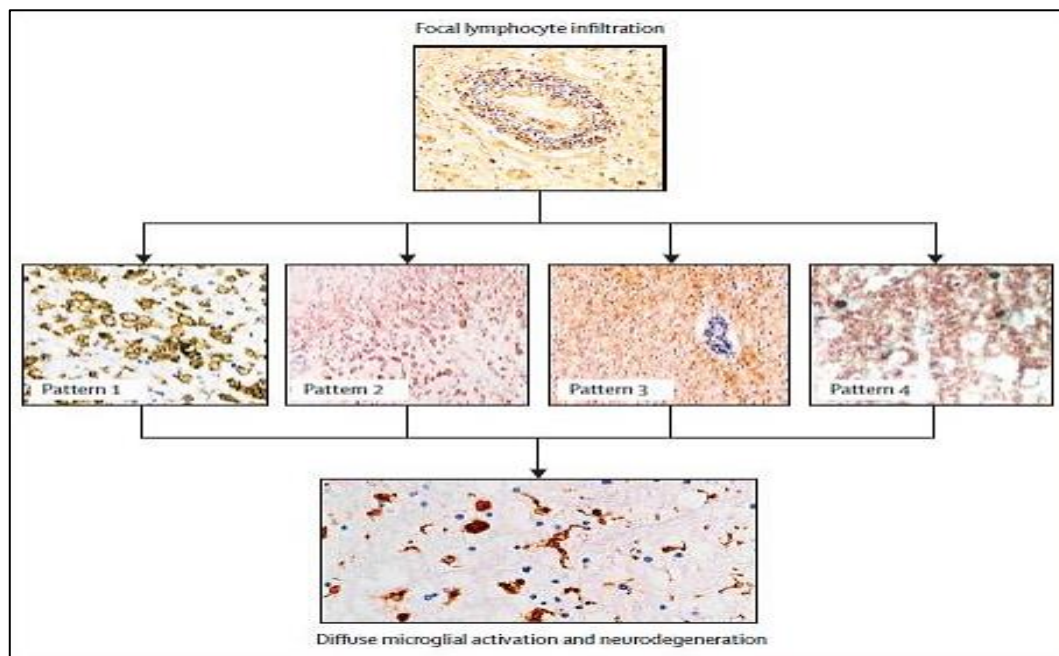 Focal lymphocyte infiltration
Pattern 1
Pattern 2
Pattern 3
Pattern 4
Diffuse microglial activation and neurodegeneration